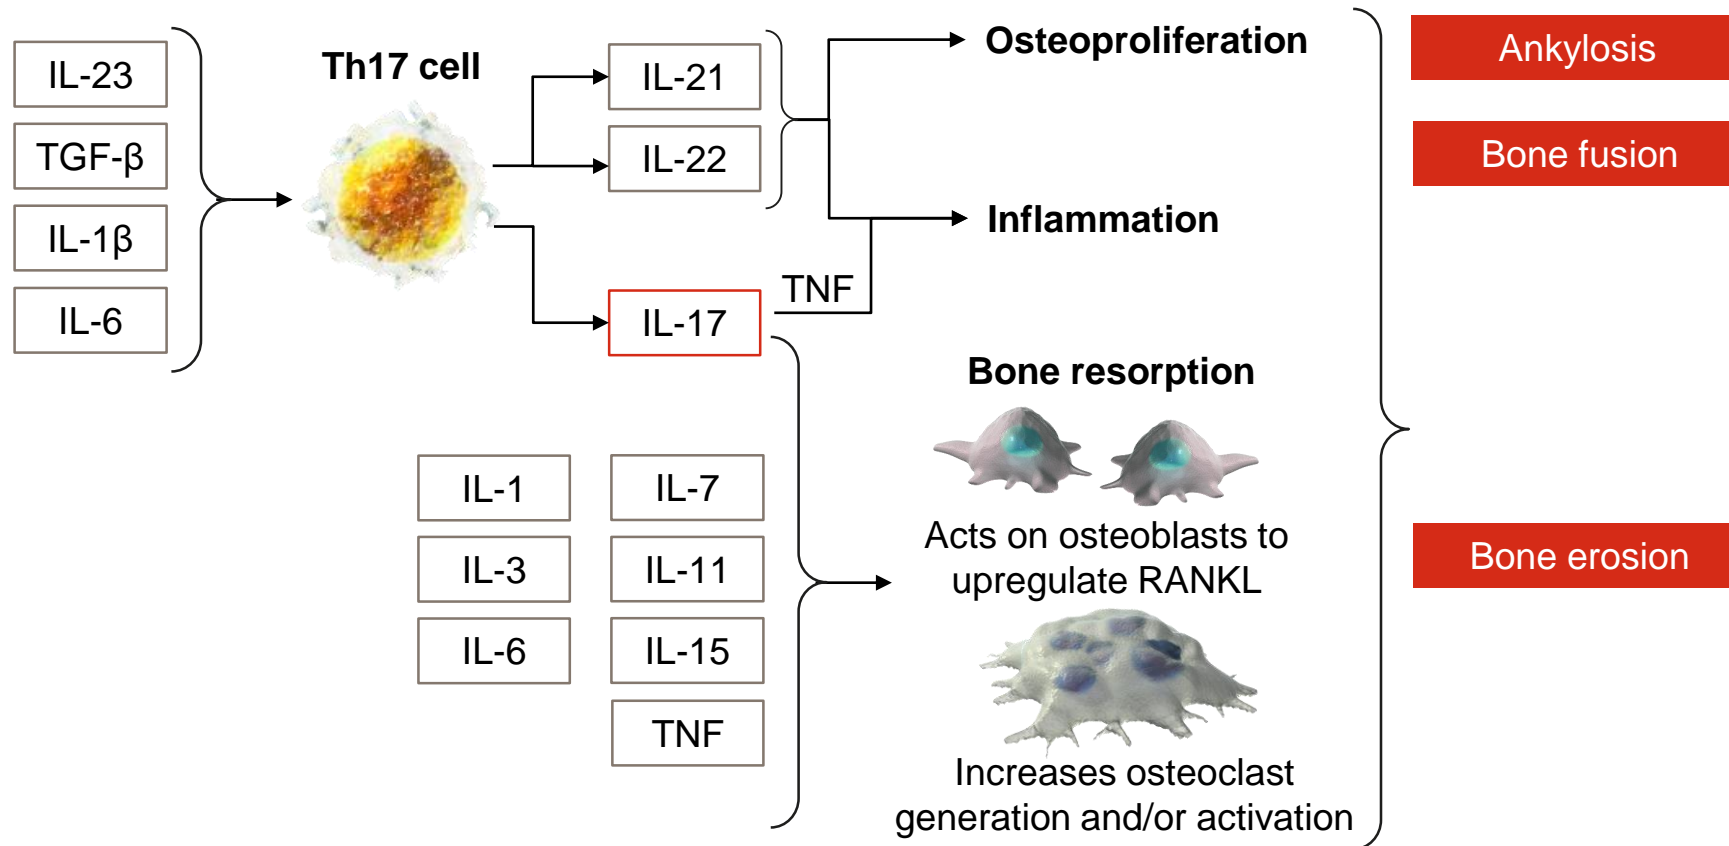 IL-23
TGF-β
IL-1β
IL-6
Th17 cell
IL-21
IL-22
IL-17
TNF
Osteoproliferation
Inflammation
IL-1
IL-3
IL-6
IL-7
IL-11
IL-15
TNF
Bone resorption
Acts on osteoblasts to
upregulate RANKL
Increases osteoclast
generation and/or activation
Ankylosis
Bone fusion
Bone erosion